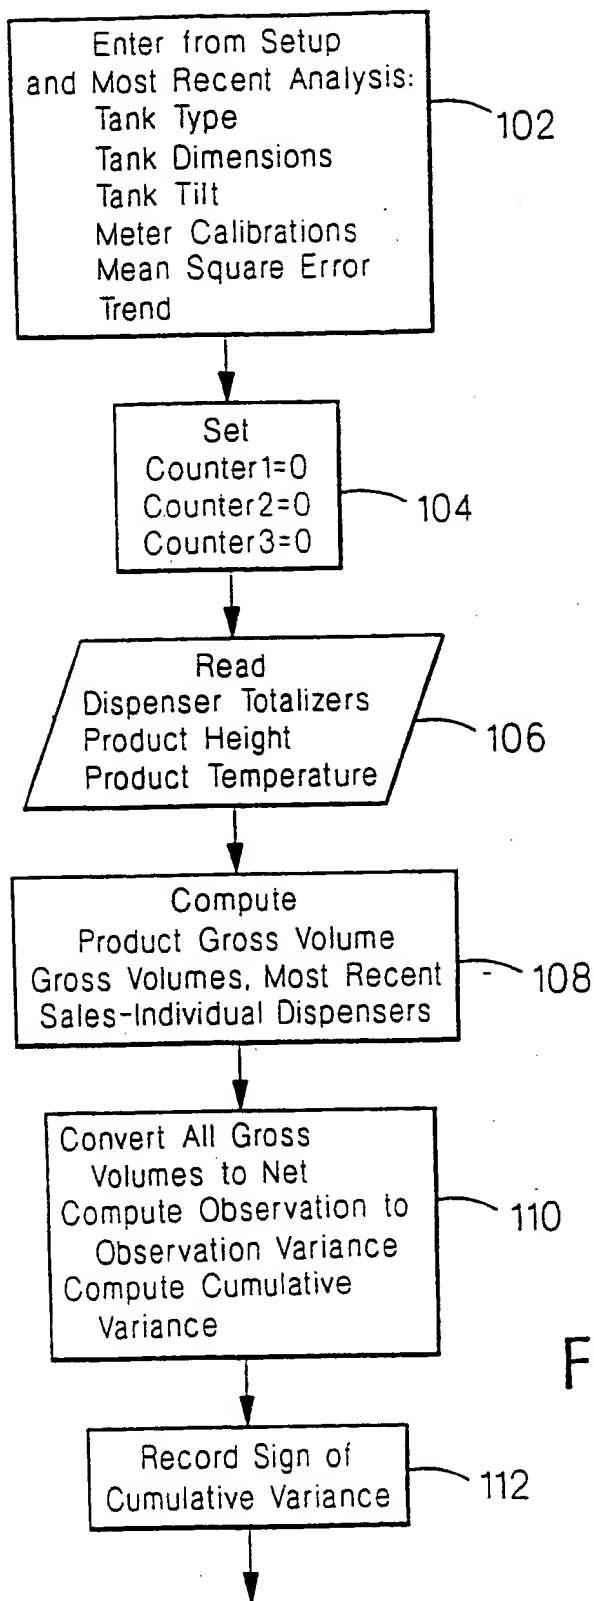 Enter from Setup
and Most Recent Analysis:
Tank Type
Tank Dimensions
Tank Tilt
Meter Calibrations
Mean Square Error
Trend
102
Set
Counter1=0
Counter2=0
Counter3=0
104
Read
Dispenser Totalizers
Product Height
Product Temperature
106
Compute
Product Gross Volume
Gross Volumes, Most Recent
Sales-Individual Dispensers
108
Convert All Gross
Volumes to Net
Compute Observation to
Observation Variance
Compute Cumulative
Variance
110
F
Record Sign of
Cumulative Variance
112